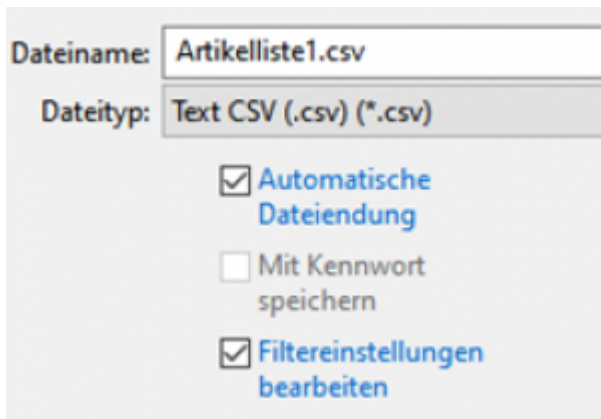 Dateiname: Artikelliste1.csv
Dateityp: Text CSV (.csv) (*.csv)
Automatische
Dateiendung
Mit Kennwort
speichern
Filtereinstellungen
bearbeiten